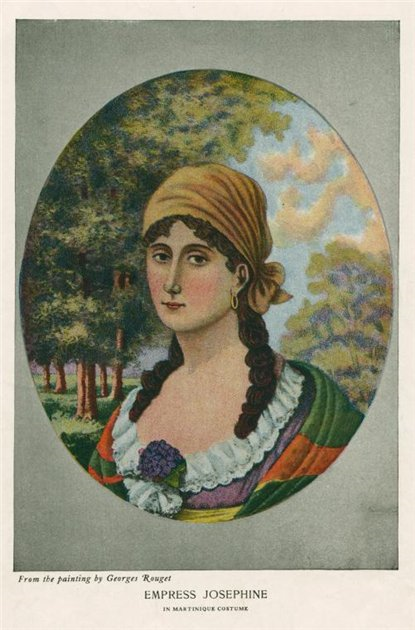 From the painting by Georges Rouget
EMPRESS JOSEPHINE
IN MARTINIQUE COSTUME